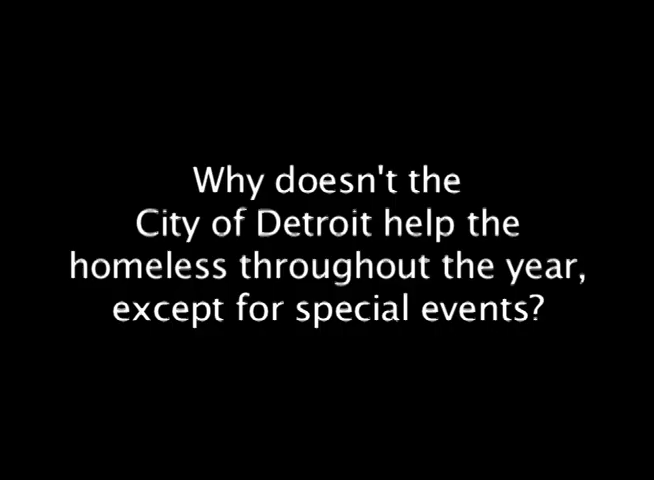 Why doesn't the
City of Detroit help the
homeless throughout the year,
except for special events?